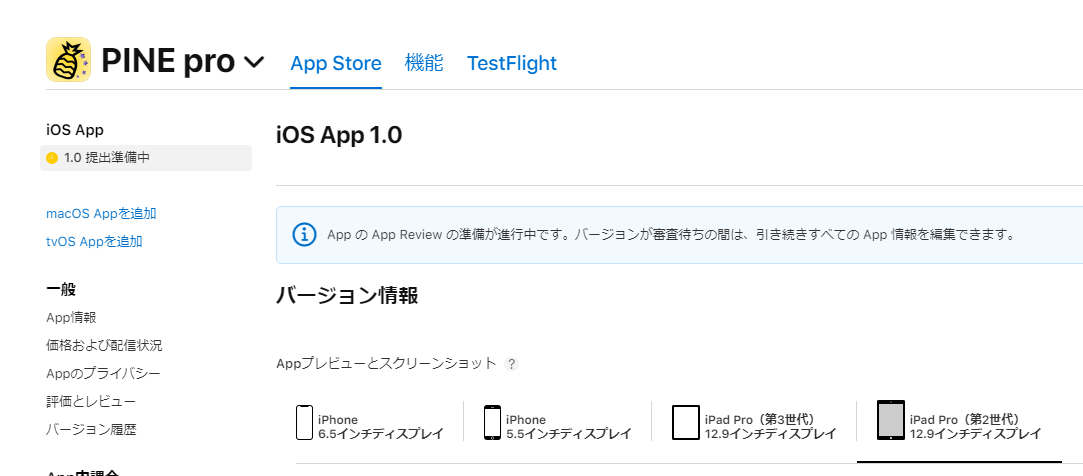 PINE pro
App Store 機能 TestFlight
iOS App
1.0 提出準備中
macOS Appを追加
tvOS Appを追加
一般
App情報
価格および配信状況
Appのプライバシー
評価とレビュー
バージョン履歴
iOS App 1.0
App の App Review の準備が進行中です。バージョンが審査待ちの間は、引き続きすべての App 情報を編集できます。
バージョン情報
Appプレビューとスクリーンショット ?
iPhone
6.5インチディスプレイ
iPhone
5.5インチディスプレイ
iPad Pro（第3世代）
12.9インチディスプレイ
iPad Pro（第2世代）
12.9インチディスプレイ